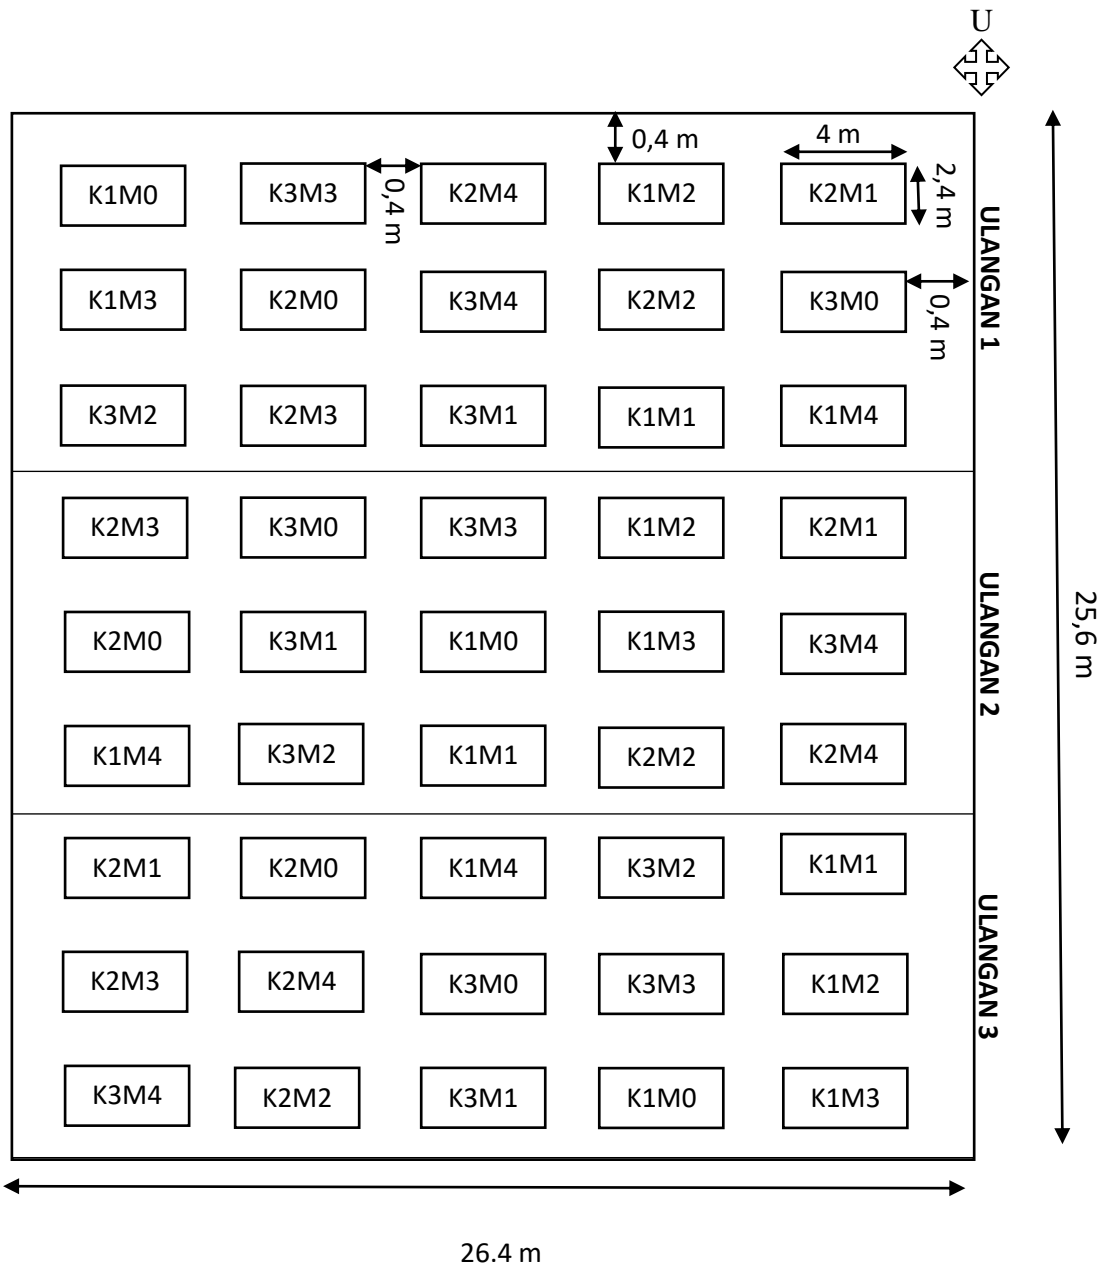 U
0,4 m
4 m
K1M0
K3M3
0,4 m
K2M4
K1M2
K2M1
2,4 m
ULANGAN 1
K1M3
K2M0
K3M4
K2M2
K3M0
0,4 m
K3M2
K2M3
K3M1
K1M1
K1M4
K2M3
K3M0
K3M3
K1M2
K2M1
ULANGAN 2
25,6 m
K2M0
K3M1
K1M0
K1M3
K3M4
K1M4
K3M2
K1M1
K2M2
K2M4
K2M1
K2M0
K1M4
K3M2
K1M1
ULANGAN 3
K2M3
K2M4
K3M0
K3M3
K1M2
K3M4
K2M2
K3M1
K1M0
K1M3
26.4 m